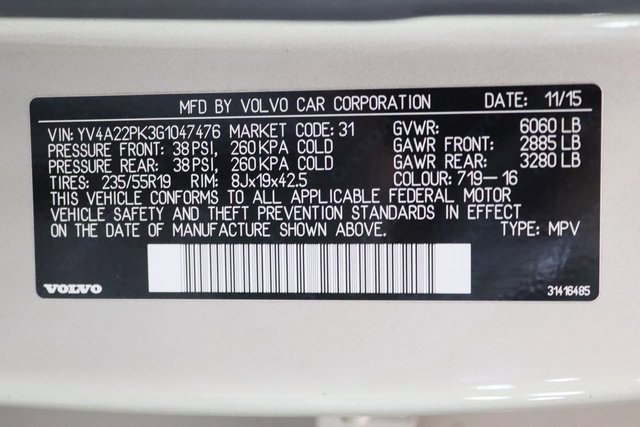 MFD BY VOLVO CAR CORPORATION DATE: 11/15
VIN: YV4A22PK3G1047476 MARKET CODE: 31 GVWR: 6060 LB
PRESSURE FRONT: 38 PSI, 260 KPA COLD GAWR FRONT: 2885 LB
PRESSURE REAR: 38 PSI, 260 KPA COLD GAWR REAR: 3280 LB
TIRES: 235/55R19 RIM: 8Jx19x42.5 COLOUR: 719-16
THIS VEHICLE CONFORMS TO ALL APPLICABLE FEDERAL MOTOR
VEHICLE SAFETY AND THEFT PREVENTION STANDARDS IN EFFECT
ON THE DATE OF MANUFACTURE SHOWN ABOVE. TYPE: MPV
VOLVO 31416485